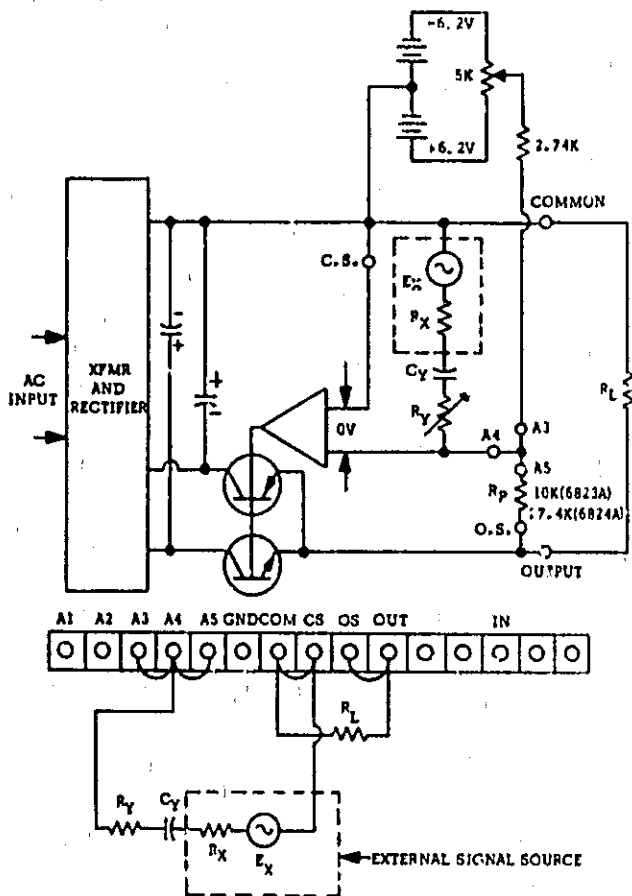 -6.2V
5K
+6.2V
2.74K
COMMON
C.S.
EX
RX
CY
RY
0V
AC
INPUT
XFMR
AND
RECTIFIER
RL
A4
A3
A5
RP
10K(6823A)
17.4K(6824A)
O.S.
OUTPUT
A1 A2 A3 A4 A5 GND COM CS OS OUT IN
RL
RY CY RX EX
EXTERNAL SIGNAL SOURCE